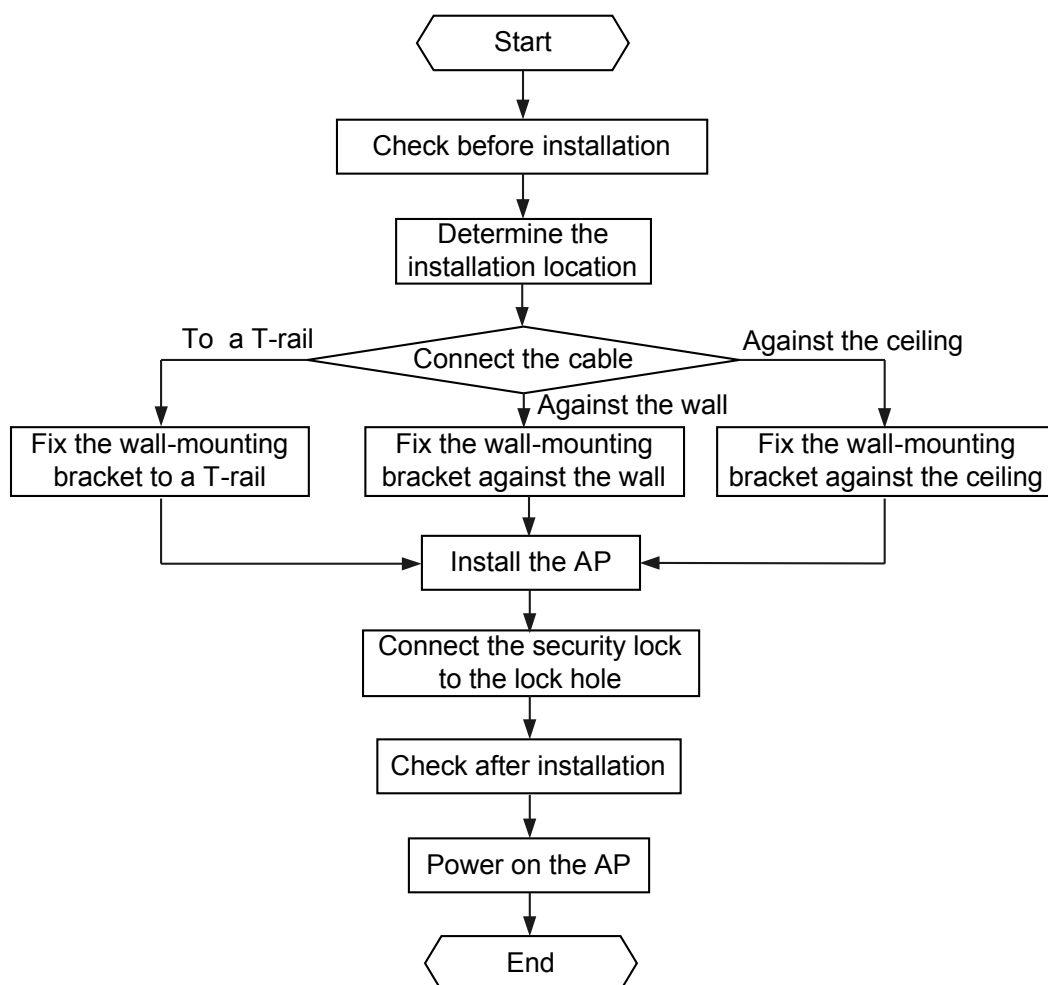 Start
Check before installation
Determine the
installation location
To a T-rail
Connect the cable
Against the ceiling
Against the wall
Fix the wall-mounting
bracket to a T-rail
Fix the wall-mounting
bracket against the wall
Fix the wall-mounting
bracket against the ceiling
Install the AP
Connect the security lock
to the lock hole
Check after installation
Power on the AP
End